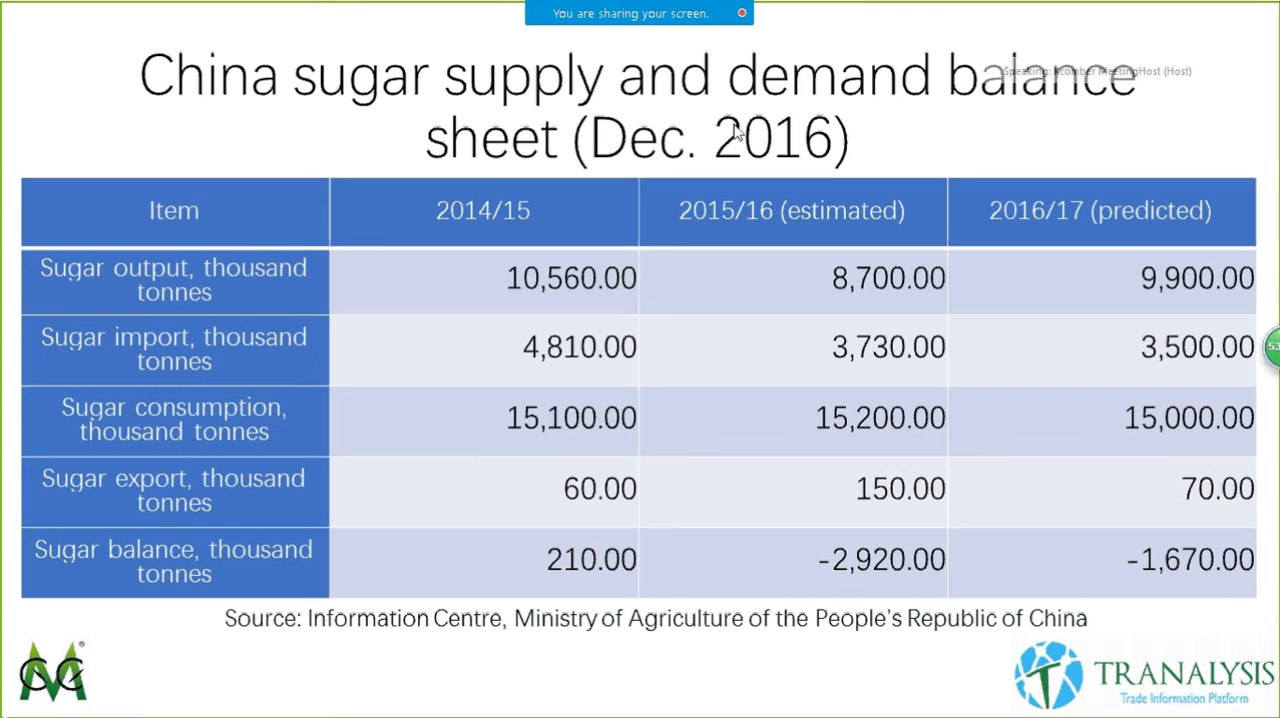 You are sharing your screen.
China sugar supply and demand balance
Speaking: Kcomber MeetingHost (Host)
sheet (Dec. 2016)
Item
2014/15
2015/16 (estimated)
2016/17 (predicted)
Sugar output, thousand
tonnes
10,560.00
8,700.00
9,900.00
Sugar import, thousand
tonnes
4,810.00
3,730.00
3,500.00
Sugar consumption,
thousand tonnes
15,100.00
15,200.00
15,000.00
Sugar export, thousand
tonnes
60.00
150.00
70.00
Sugar balance, thousand
tonnes
210.00
-2,920.00
-1,670.00
Source: Information Centre, Ministry of Agriculture of the People's Republic of China
®
TRANALYSIS
Trade Information Platform